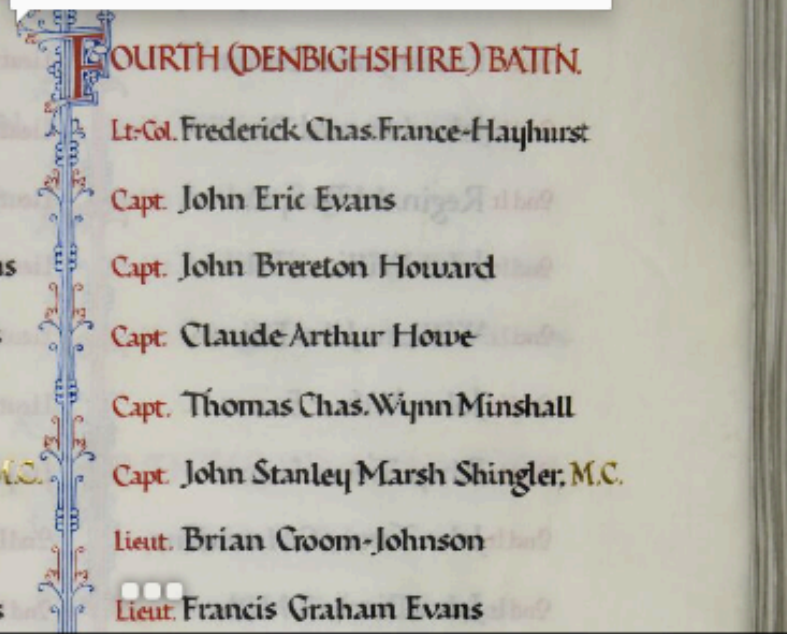 FOURTH (DENBIGHSHIRE) BATTN.
Lt:-Col. Frederick Chas. France-Hayhurst
Capt. John Eric Evans
Capt. John Brereton Howard
Capt. Claude Arthur Howe
Capt. Thomas Chas. Wynn Minshall
Capt. John Stanley Marsh Shingler, M.C.
M.C.
Lieut. Brian Croom-Johnson
Lieut. Francis Graham Evans